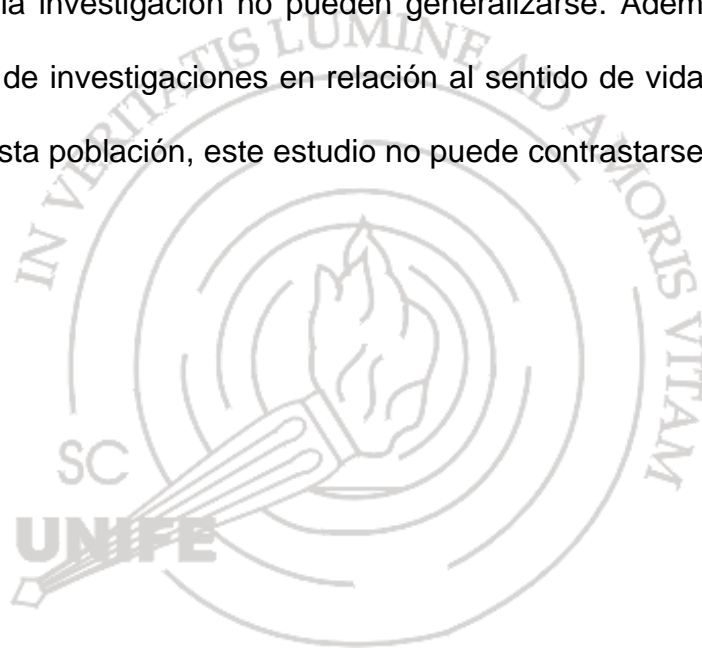 la investigación no pueden generalizarse. Adem
de investigaciones en relación al sentido de vida
sta población, este estudio no puede contrastarse
IN VERITATIS LUMINE AD AMORIS VITAM
SC
UNIFE